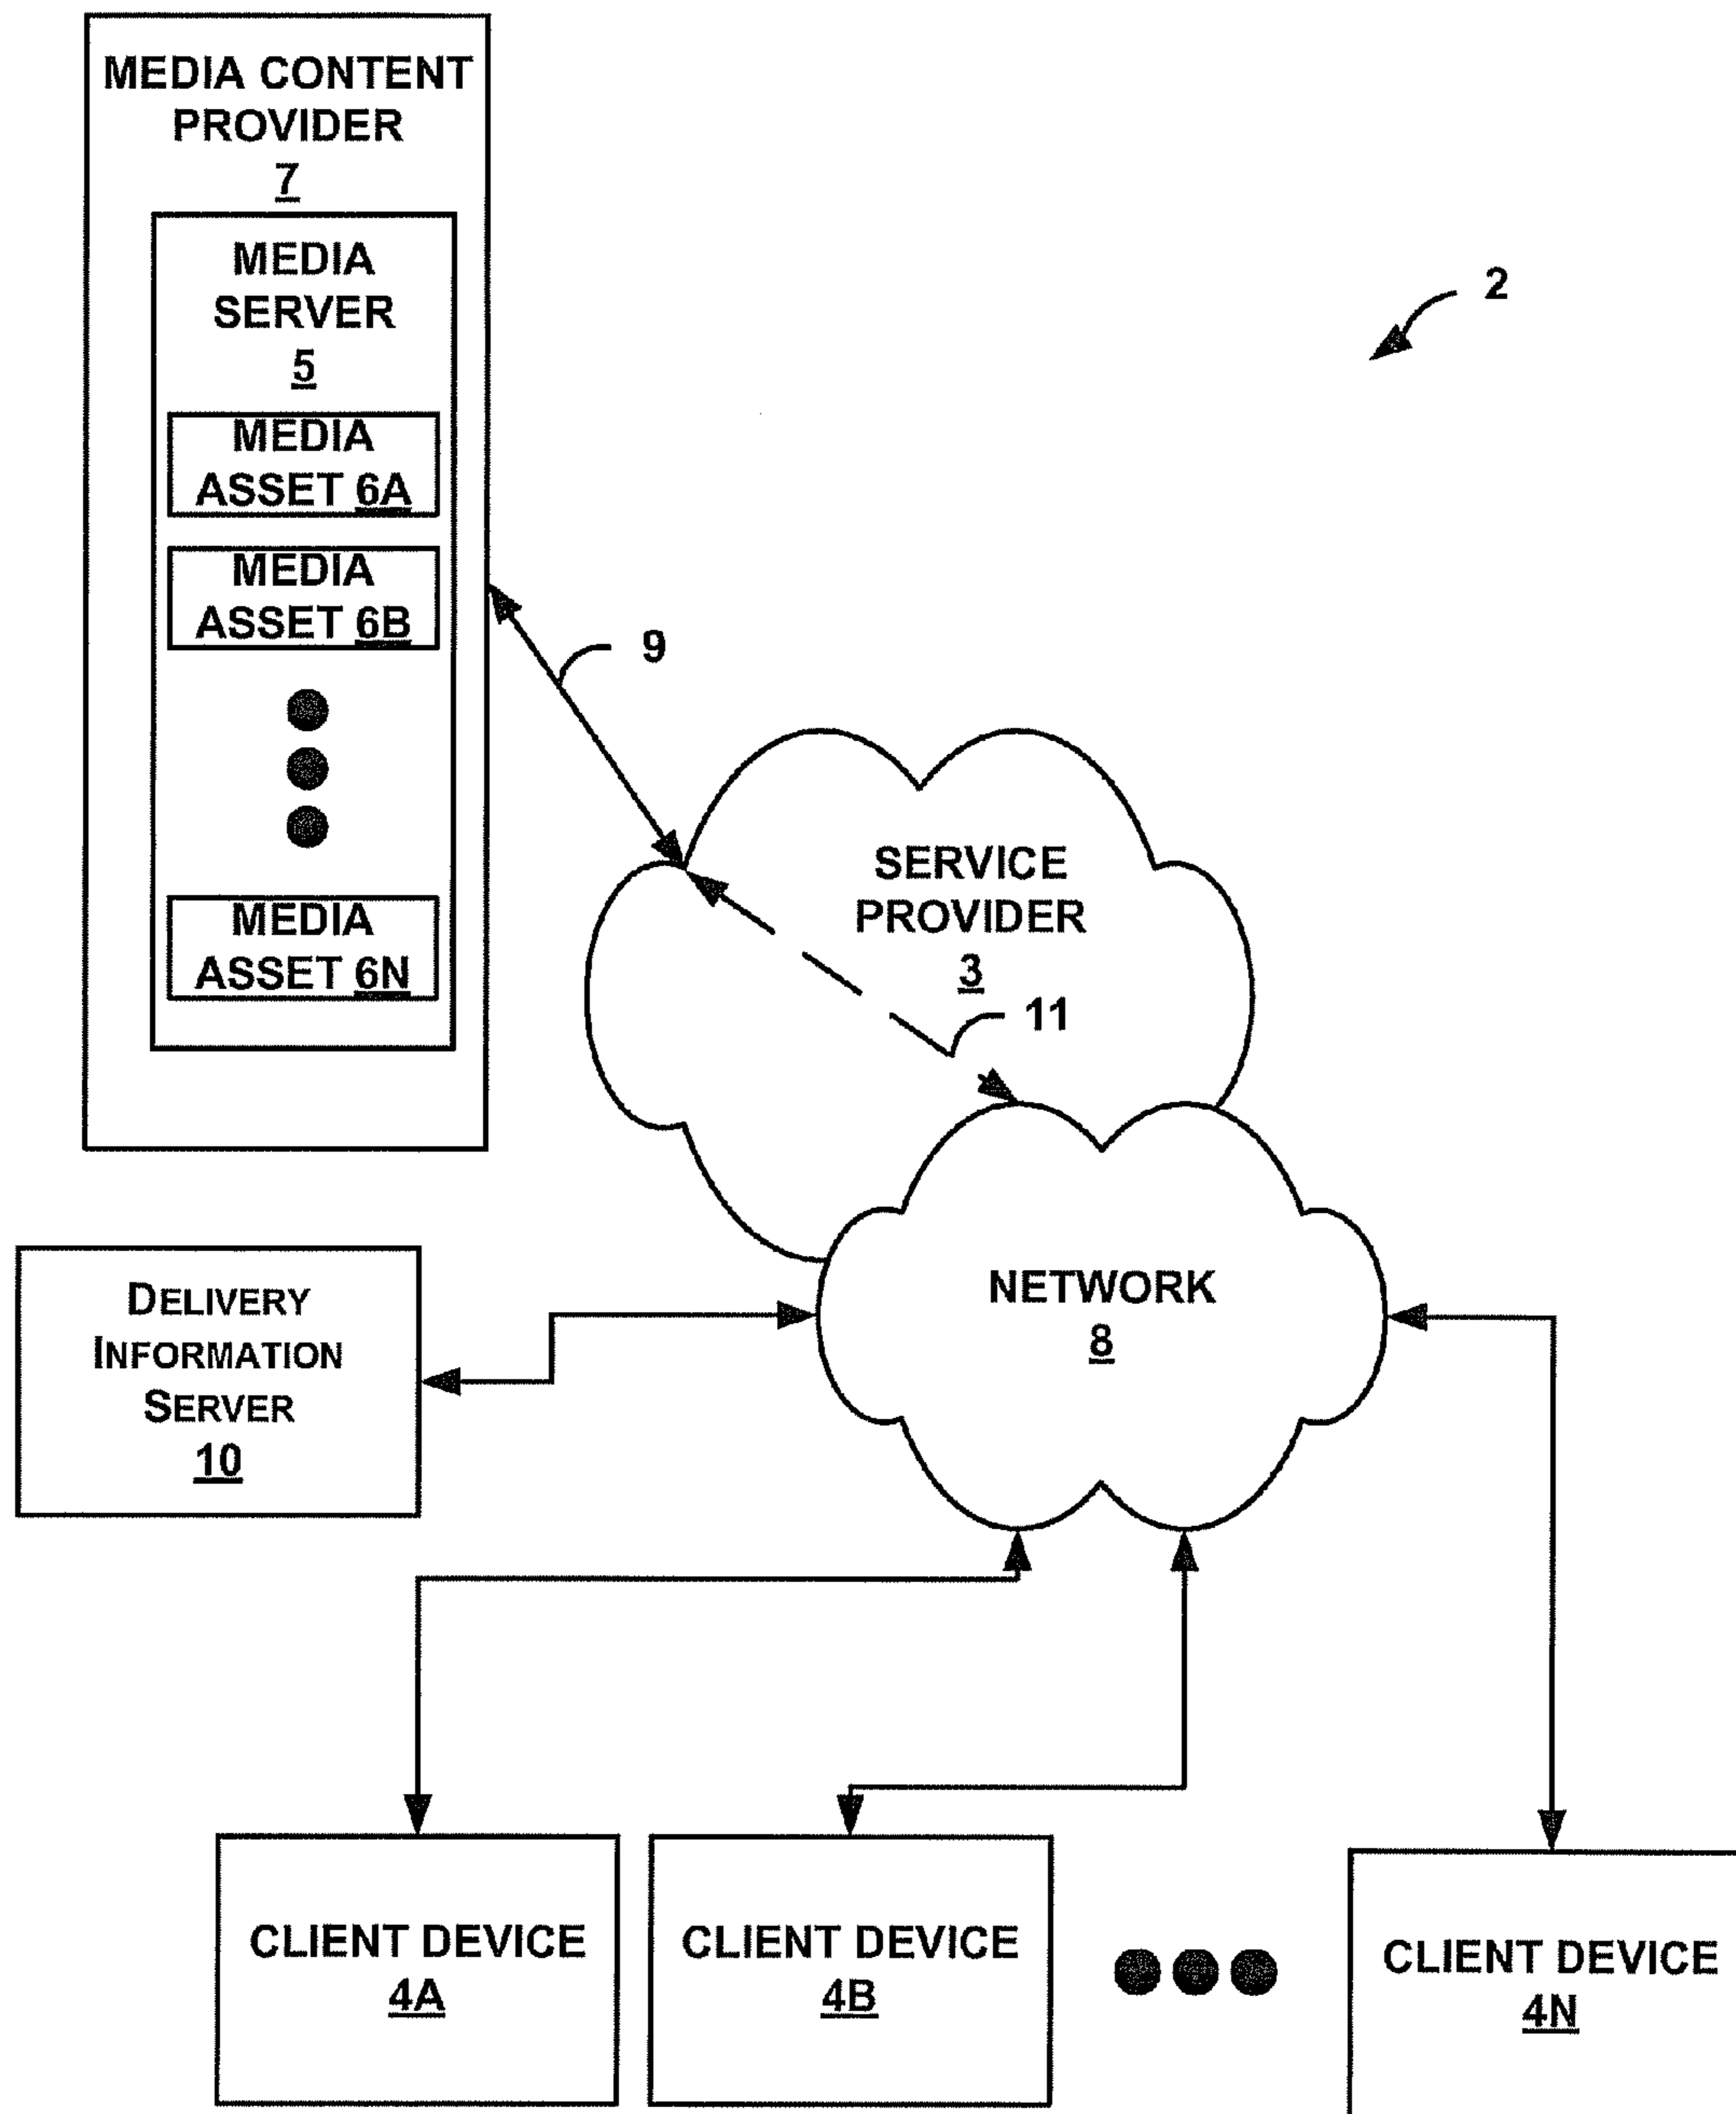 MEDIA CONTENT
PROVIDER
7
MEDIA
SERVER
5
MEDIA
ASSET 6A
MEDIA
ASSET 6B
MEDIA
ASSET 6N
2
9
SERVICE
PROVIDER
3
11
NETWORK
8
DELIVERY
INFORMATION
SERVER
10
CLIENT DEVICE
4A
CLIENT DEVICE
4B
CLIENT DEVICE
4N